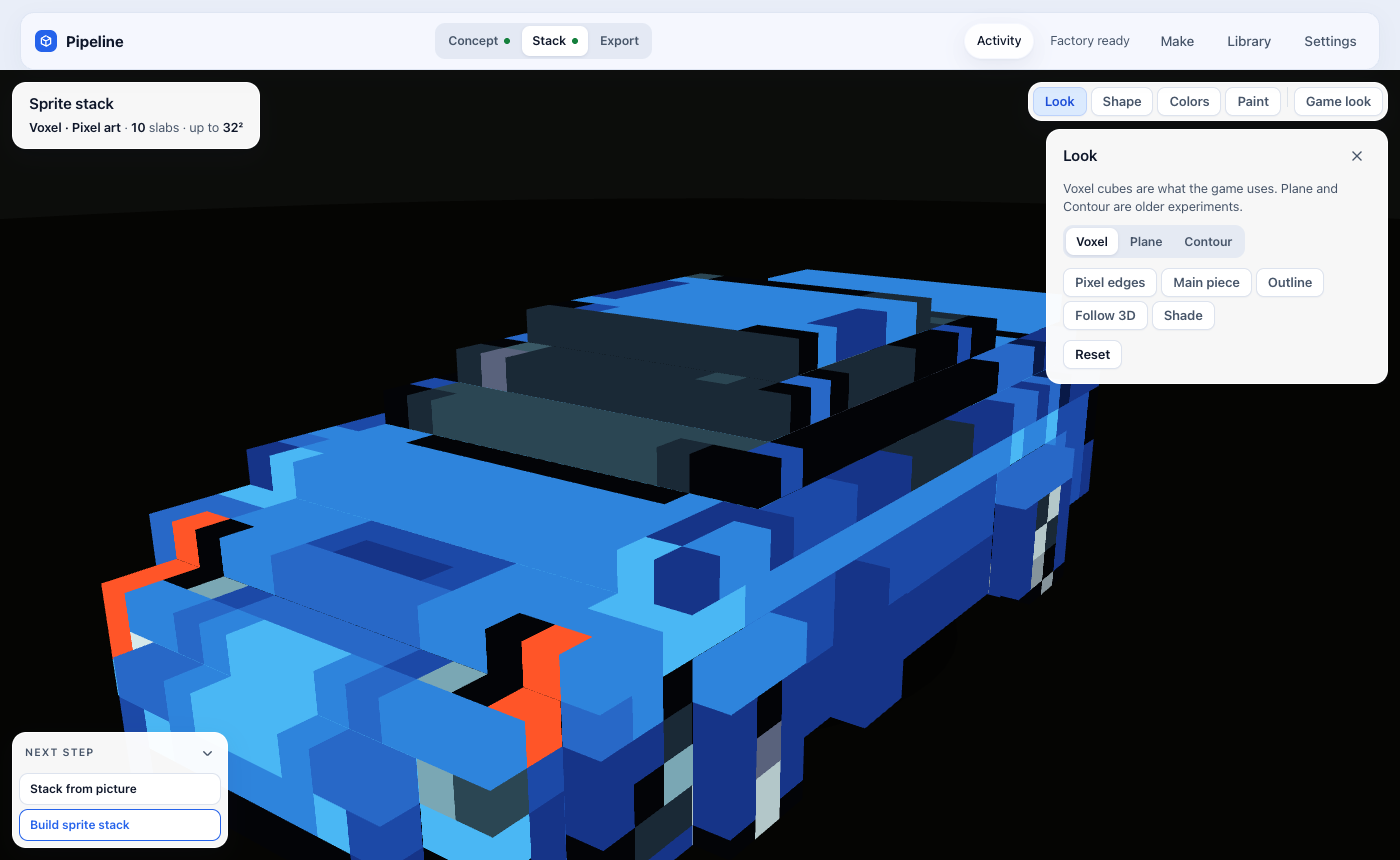 Pipeline
Concept
Stack
Export
Activity
Factory ready
Make
Library
Settings
Sprite stack
Voxel · Pixel art · 10 slabs · up to 32²
Look
Shape
Colors
Paint
Game look
Look
Voxel cubes are what the game uses. Plane and
Contour are older experiments.
Voxel
Plane
Contour
Pixel edges
Main piece
Outline
Follow 3D
Shade
Reset
NEXT STEP
Stack from picture
Build sprite stack